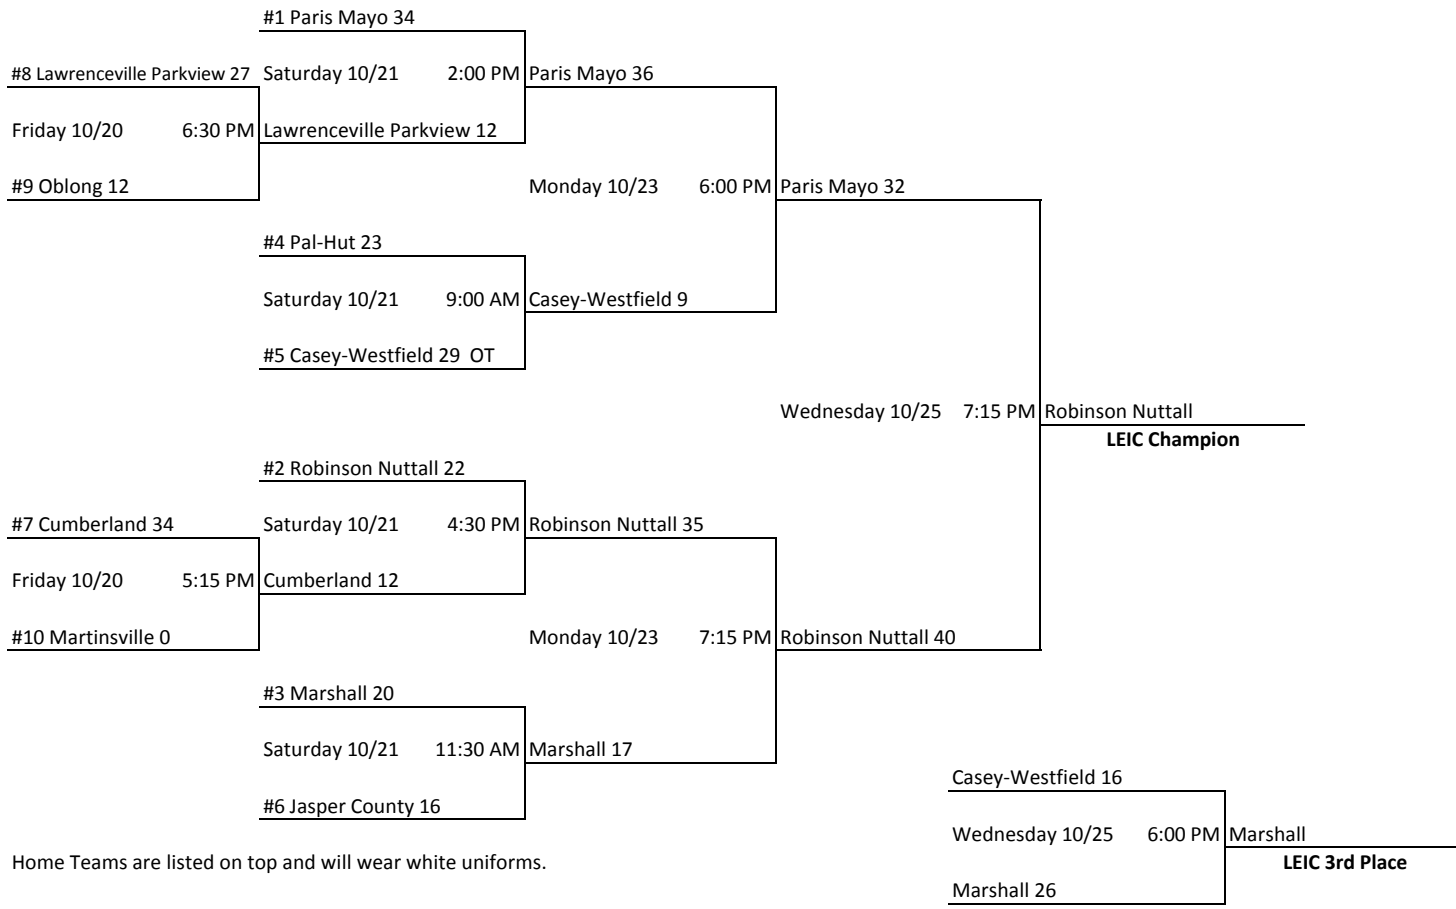 #1 Paris Mayo 34
#8 Lawrenceville Parkview 27 Saturday 10/21 2:00 PM Paris Mayo 36
Friday 10/20 6:30 PM Lawrenceville Parkview 12
#9 Oblong 12 Monday 10/23 6:00 PM Paris Mayo 32
#4 Pal-Hut 23
Saturday 10/21 9:00 AM Casey-Westfield 9
#5 Casey-Westfield 29 OT
Wednesday 10/25 7:15 PM Robinson Nuttall
LEIC Champion
#2 Robinson Nuttall 22
#7 Cumberland 34 Saturday 10/21 4:30 PM Robinson Nuttall 35
Friday 10/20 5:15 PM Cumberland 12
#10 Martinsville 0 Monday 10/23 7:15 PM Robinson Nuttall 40
#3 Marshall 20
Saturday 10/21 11:30 AM Marshall 17
Casey-Westfield 16
#6 Jasper County 16
Wednesday 10/25 6:00 PM Marshall
Home Teams are listed on top and will wear white uniforms. LEIC 3rd Place
Marshall 26